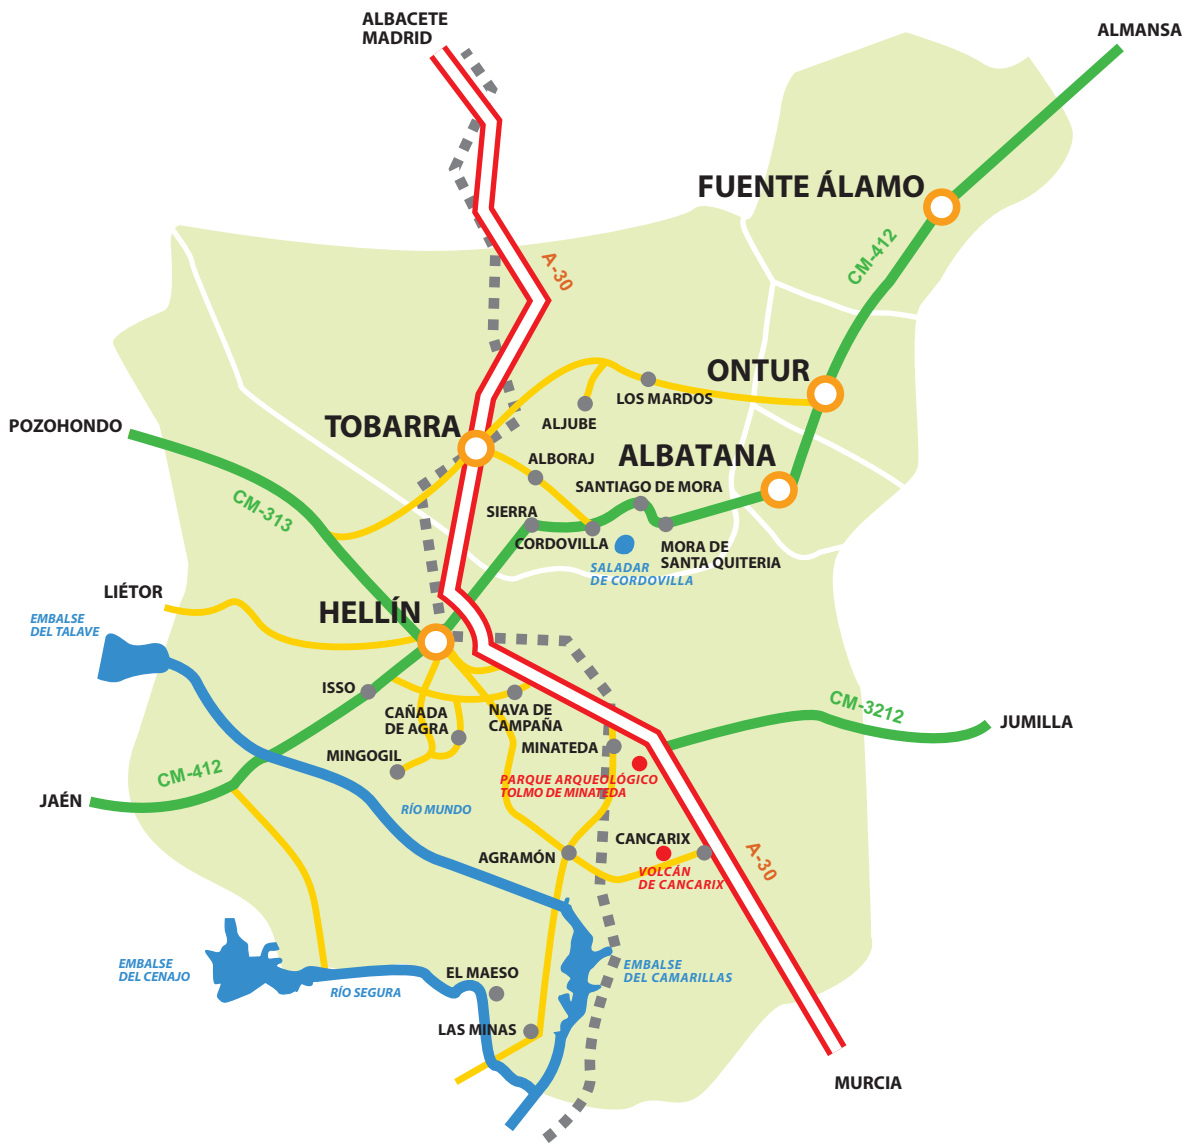 ALBACETE
MADRID
ALMANSA
FUENTE ÁLAMO
CM-412
A-30
ONTUR
LOS MARDOS
ALJUBE
TOBARRA
POZOHONDO
ALBATANA
ALBORAJ
SANTIAGO DE MORA
CM-313
SIERRA
CORDOVILLA
MORA DE
SANTA QUITERIA
SALADAR
DE CORDOVILLA
LIÉTOR
HELLÍN
EMBALSE
DEL TALAVE
ISSO
CAÑADA
DE AGRA
NAVA DE
CAMPAÑA
CM-3212
JUMILLA
MINGOGIL
MINATEDA
CM-412
PARQUE ARQUEOLÓGICO
TOLMO DE MINATEDA
JAÉN
RÍO MUNDO
CANCARIX
AGRAMÓN
A-30
VOLCÁN
DE CANCARIX
EMBALSE
DEL CENAJO
RÍO SEGURA
EL MAESO
EMBALSE
DEL CAMARILLAS
LAS MINAS
MURCIA